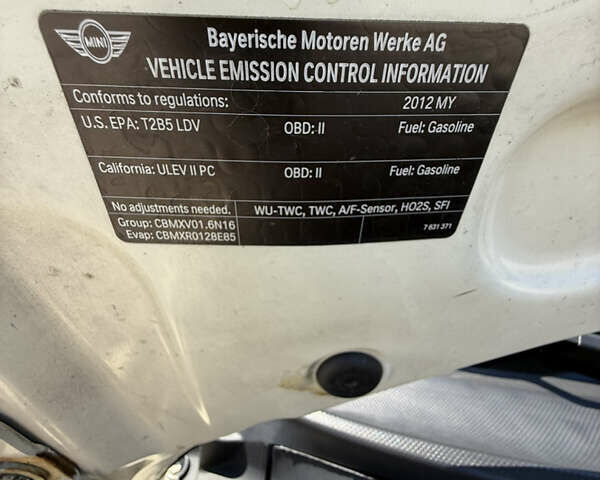 MINI
Bayerische Motoren Werke AG
VEHICLE EMISSION CONTROL INFORMATION
Conforms to regulations: 2012 MY
U.S. EPA: T2B5 LDV OBD: II Fuel: Gasoline
California: ULEV II PC OBD: II Fuel: Gasoline
No adjustments needed. WU-TWC, TWC, A/F-Sensor, HO2S, SFI
Group: CBMXV01.6N16
Evap: CBMXR0128E85 7 631 371